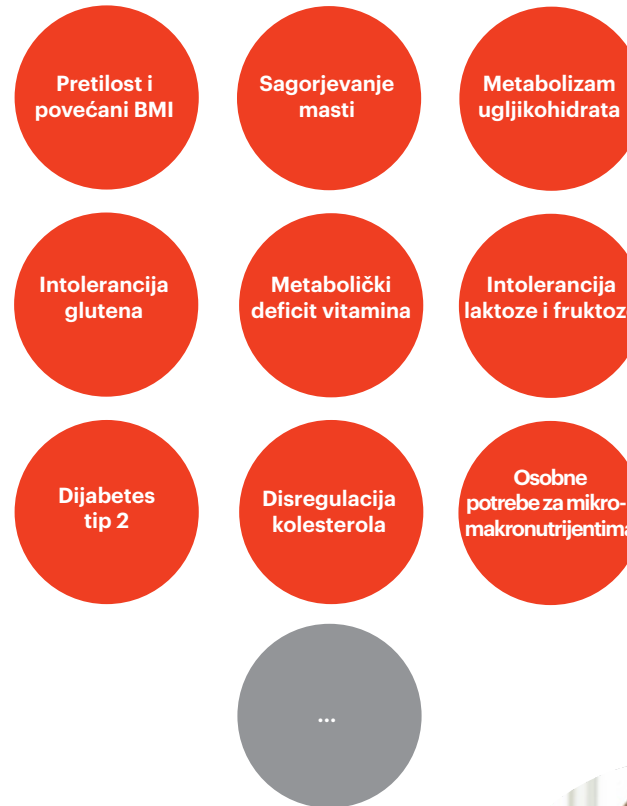 Pretilost i
povećani BMI
Sagorjevanje
masti
Metabolizam
ugljikohidrata
Intolerancija
glutena
Metabolički
deficit vitamina
Intolerancija
laktoze i fruktoze
Dijabetes
tip 2
Disregulacija
kolesterola
Osobne
potrebe za mikro-
makronutrijentima
...